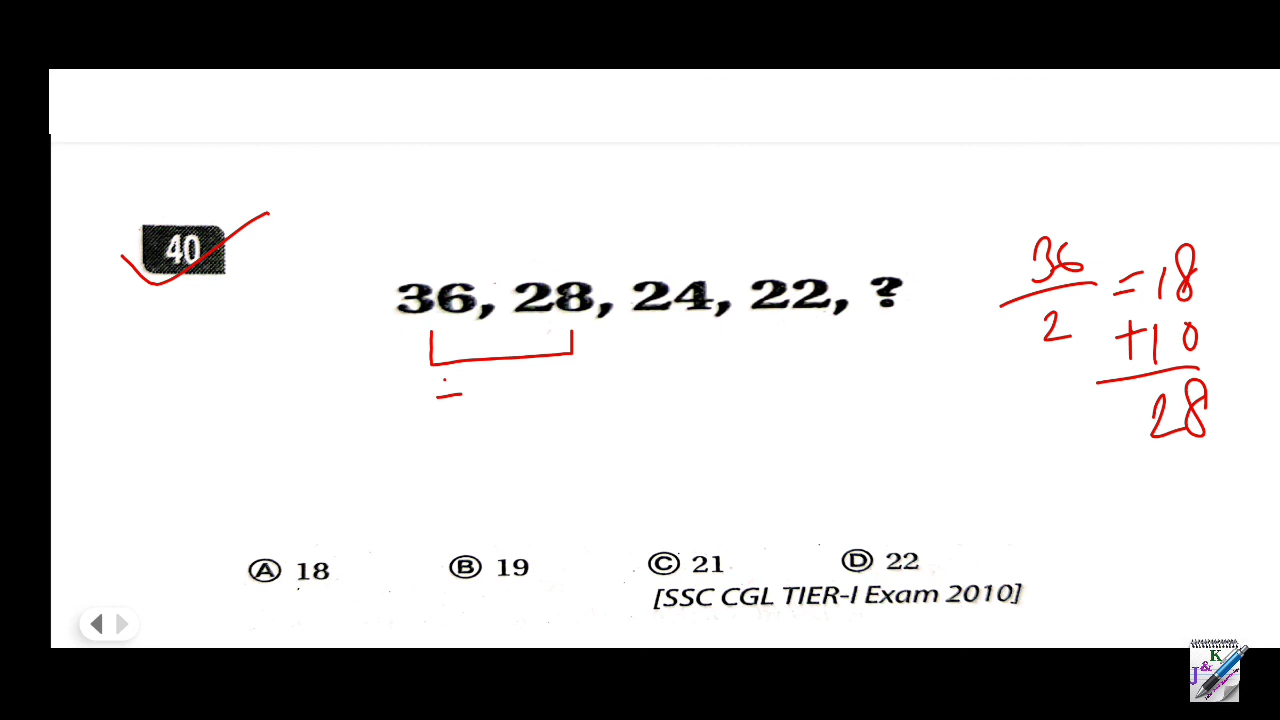 40
36, 28, 24, 22, ?
36
2
= 18
+10
28
Ⓐ 18 Ⓑ 19 Ⓒ 21 Ⓓ 22
[SSC CGL TIER-I Exam 2010]
K
J &